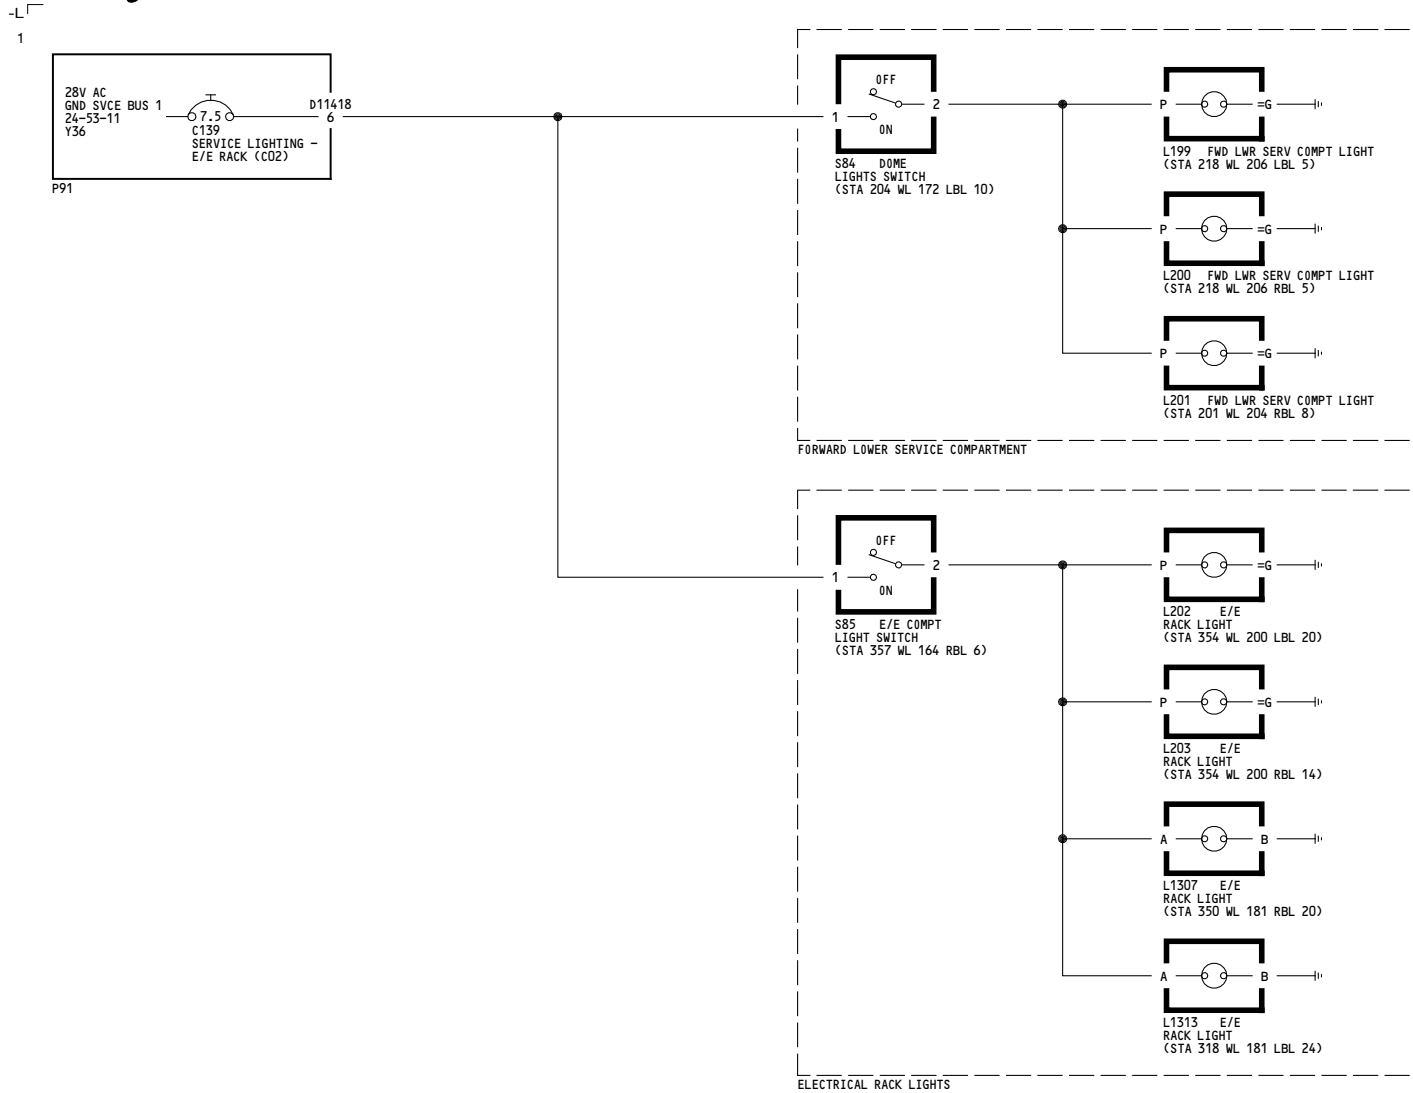 -L
1
28V AC
GND SVCE BUS 1
24-53-11
Y36
7.5
C139
SERVICE LIGHTING –
E/E RACK (C02)
D11418
6
P91
OFF
1
2
ON
S84 DOME
LIGHTS SWITCH
(STA 204 WL 172 LBL 10)
P
=G
L199 FWD LWR SERV COMPT LIGHT
(STA 218 WL 206 LBL 5)
P
=G
L200 FWD LWR SERV COMPT LIGHT
(STA 218 WL 206 RBL 5)
P
=G
L201 FWD LWR SERV COMPT LIGHT
(STA 201 WL 204 RBL 8)
FORWARD LOWER SERVICE COMPARTMENT
OFF
1
2
ON
S85 E/E COMPT
LIGHT SWITCH
(STA 357 WL 164 RBL 6)
P
=G
L202 E/E
RACK LIGHT
(STA 354 WL 200 LBL 20)
P
=G
L203 E/E
RACK LIGHT
(STA 354 WL 200 RBL 14)
A
B
L1307 E/E
RACK LIGHT
(STA 350 WL 181 RBL 20)
A
B
L1313 E/E
RACK LIGHT
(STA 318 WL 181 LBL 24)
ELECTRICAL RACK LIGHTS